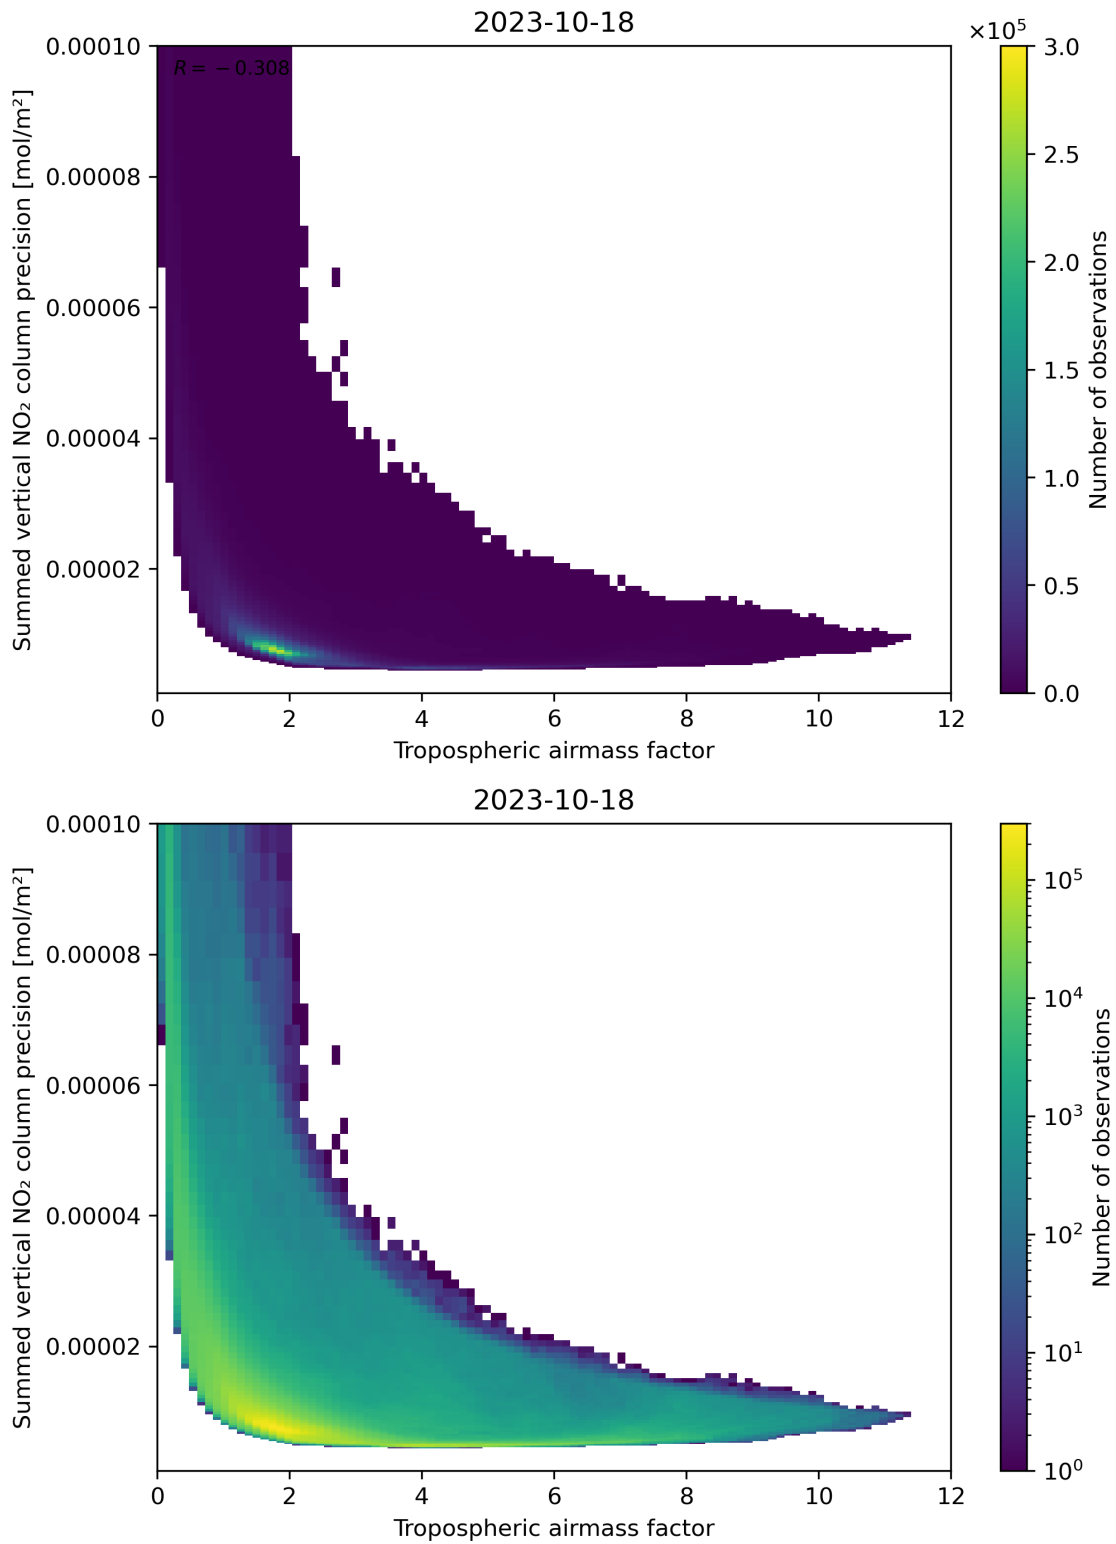 2023-10-18
×10⁵
R = −0.308
0.00010
0.00008
0.00006
0.00004
0.00002
Summed vertical NO₂ column precision [mol/m²]
0 2 4 6 8 10 12
Tropospheric airmass factor
3.0
2.5
2.0
1.5
1.0
0.5
0.0
Number of observations
2023-10-18
0.00010
0.00008
0.00006
0.00004
0.00002
Summed vertical NO₂ column precision [mol/m²]
0 2 4 6 8 10 12
Tropospheric airmass factor
10⁵
10⁴
10³
10²
10¹
10⁰
Number of observations